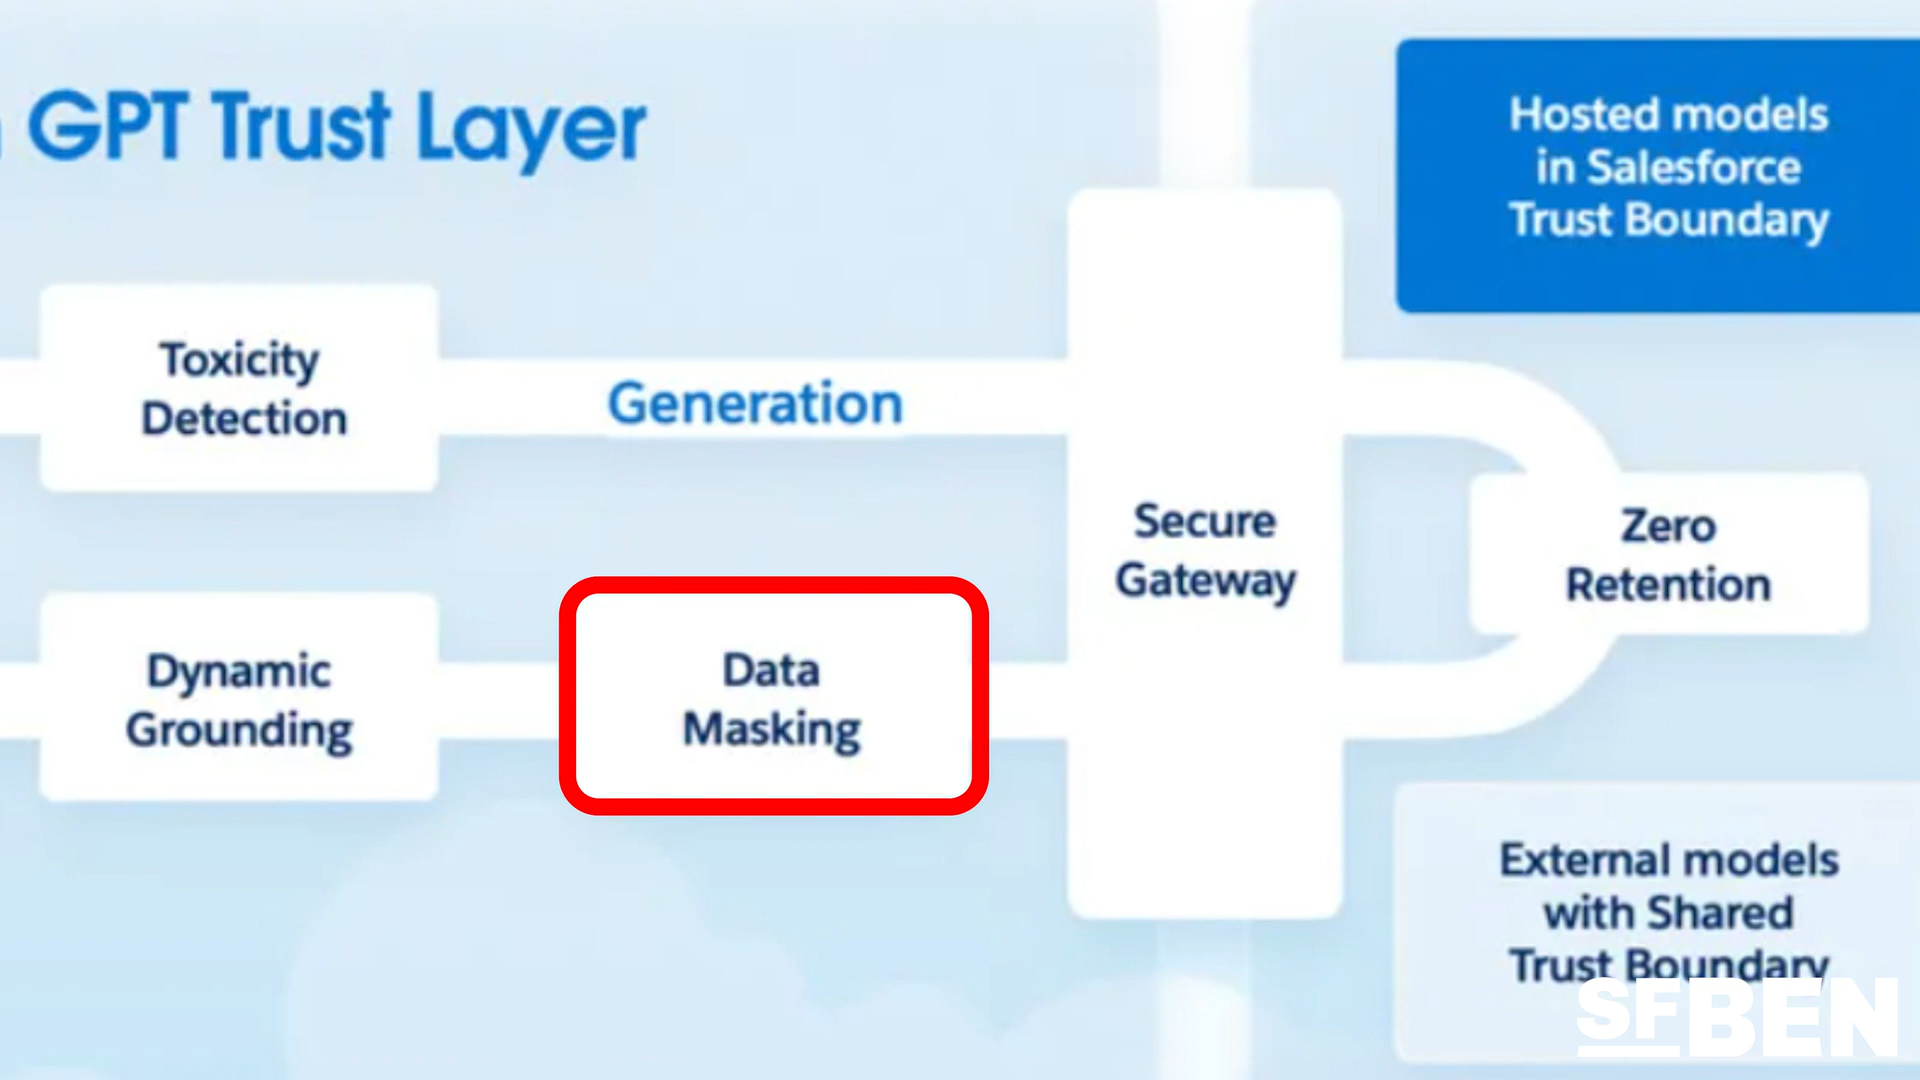 GPT Trust Layer
Hosted models
in Salesforce
Trust Boundary
Toxicity
Detection
Generation
Secure
Gateway
Zero
Retention
Dynamic
Grounding
Data
Masking
External models
with Shared
Trust Boundary
SFBEN